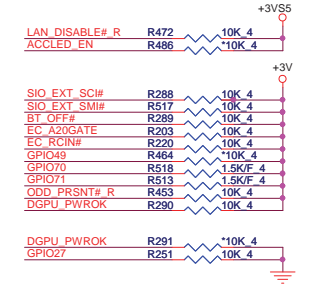 +3VS5
LAN_DISABLE#_R R472 10K_4
ACCLED_EN R486 *10K_4
+3V
SIO_EXT_SCI# R288 10K_4
SIO_EXT_SMI# R517 10K_4
BT_OFF# R289 10K_4
EC_A20GATE R203 10K_4
EC_RCIN# R220 10K_4
GPIO49 R464 *10K_4
GPIO70 R518 1.5K/F_4
GPIO71 R513 1.5K/F_4
ODD_PRSNT#_R R453 10K_4
DGPU_PWROK R290 10K_4
DGPU_PWROK R291 *10K_4
GPIO27 R251 10K_4